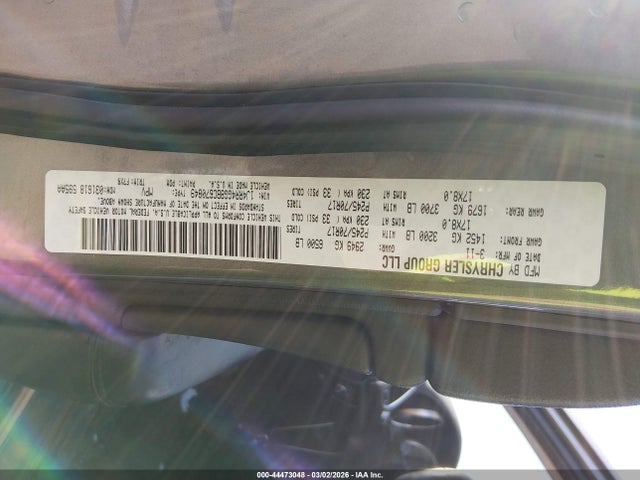 MFD BY CHRYSLER GROUP LLC
DATE OF MFR: 3-11 GVWR: 2949 KG 6500 LB
GAWR FRONT: 1452 KG 3200 LB TIRES P245/70R17
17X8.0 RIMS AT 230 KPA( 33 PSI)COLD
GAWR REAR: 1679 KG 3700 LB TIRES P245/70R17
17X8.0 RIMS AT 230 KPA( 33 PSI)COLD
THIS VEHICLE CONFORMS TO ALL APPLICABLE U.S.A. FEDERAL MOTOR VEHICLE SAFETY
STANDARDS IN EFFECT ON THE DATE OF MANUFACTURE SHOWN ABOVE.
VEHICLE MADE IN U.S.A.
MPV
000-44473048 | 03/02/2026 | IAA Inc.